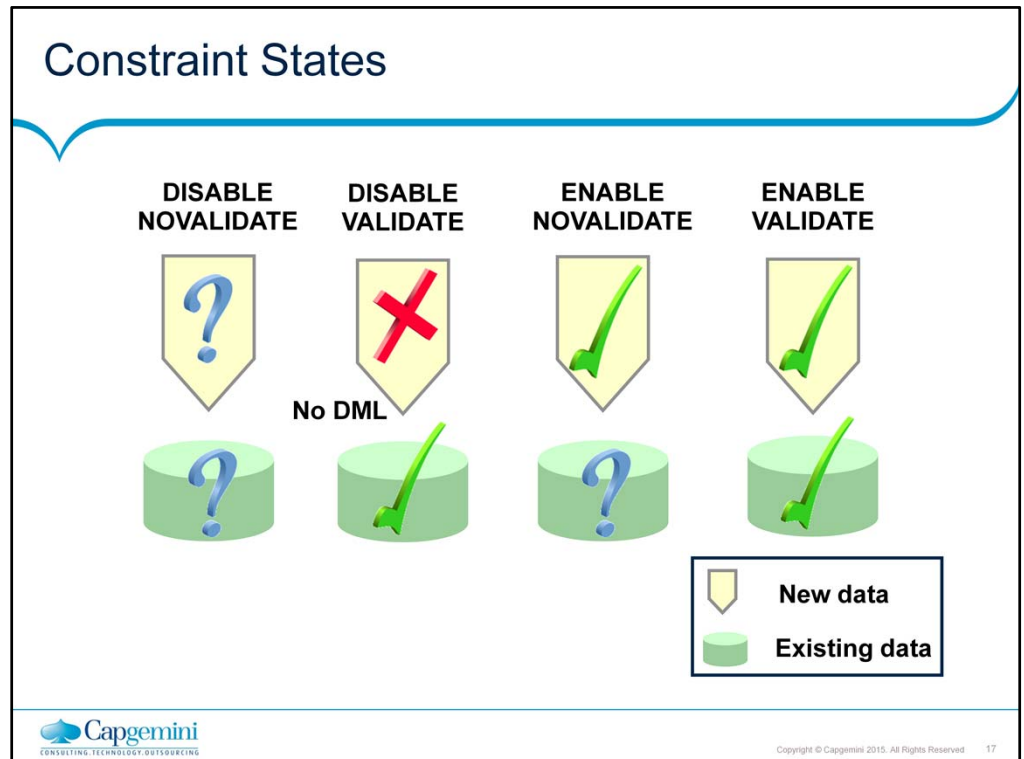 Constraint States
DISABLE
NOVALIDATE
DISABLE
VALIDATE
ENABLE
NOVALIDATE
ENABLE
VALIDATE
No DML
New data
Existing data
Capgemini
CONSULTING.TECHNOLOGY.OUTSOURCING
Copyright © Capgemini 2015. All Rights Reserved 17